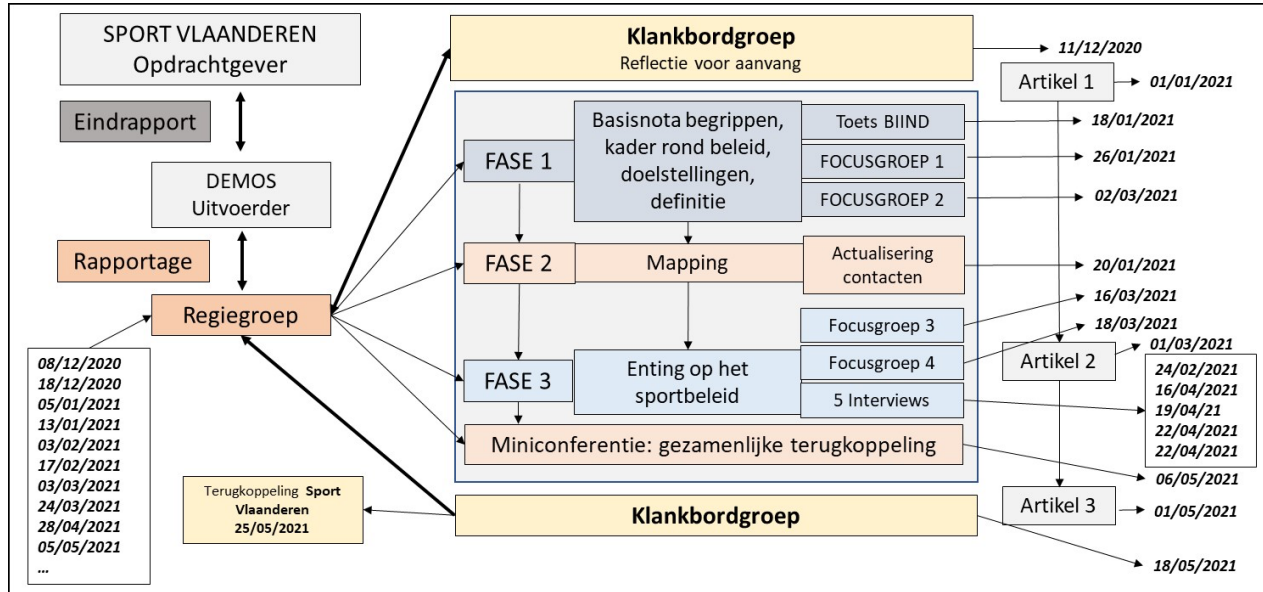 SPORT VLAANDEREN
Opdrachtgever
Eindrapport
DEMOS
Uitvoerder
Rapportage
Regiegroep
08/12/2020
18/12/2020
05/01/2021
13/01/2021
03/02/2021
17/02/2021
03/03/2021
24/03/2021
28/04/2021
05/05/2021
...
Terugkoppeling Sport
Vlaanderen
25/05/2021
Klankbordgroep
Reflectie voor aanvang
FASE 1
Basisnota begrippen,
kader rond beleid,
doelstellingen,
definitie
Toets BIIND
FOCUSGROEP 1
FOCUSGROEP 2
FASE 2
Mapping
Actualisering
contacten
FASE 3
Enting op het
sportbeleid
Focusgroep 3
Focusgroep 4
5 Interviews
Miniconferentie: gezamenlijke terugkoppeling
Klankbordgroep
11/12/2020
Artikel 1
01/01/2021
18/01/2021
26/01/2021
02/03/2021
20/01/2021
16/03/2021
18/03/2021
01/03/2021
Artikel 2
24/02/2021
16/04/2021
19/04/21
22/04/2021
22/04/2021
06/05/2021
Artikel 3
01/05/2021
18/05/2021